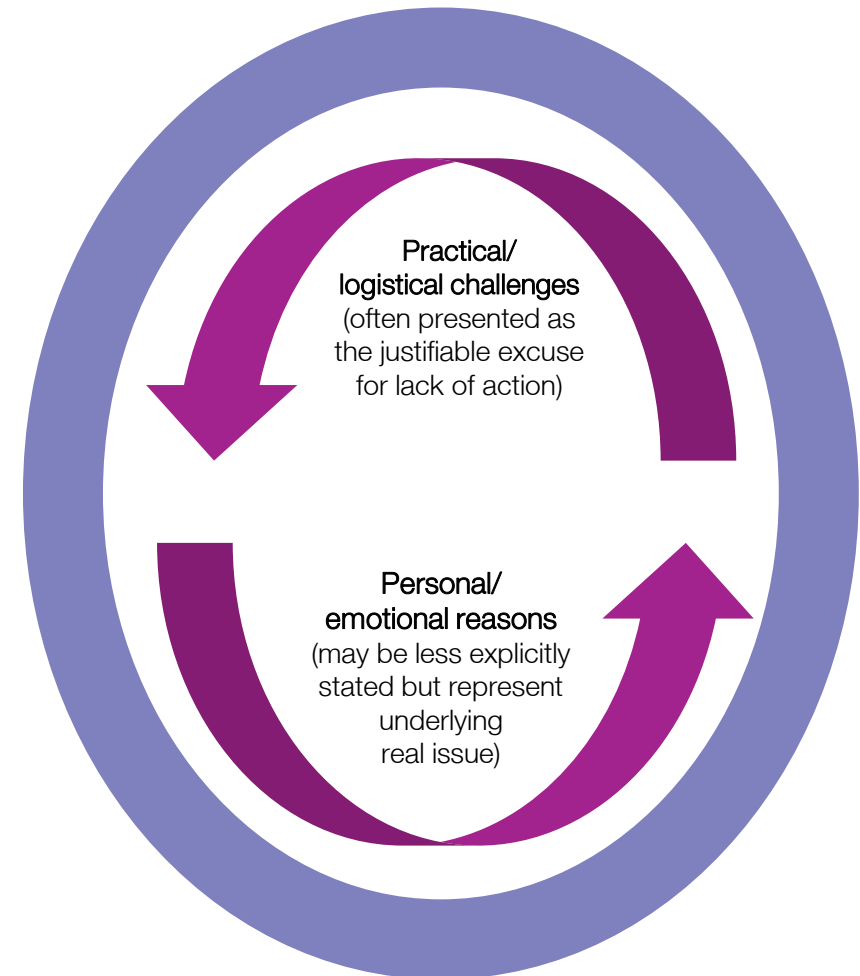 Practical/
logistical challenges
(often presented as
the justifiable excuse
for lack of action)
Personal/
emotional reasons
(may be less explicitly
stated but represent
underlying
real issue)